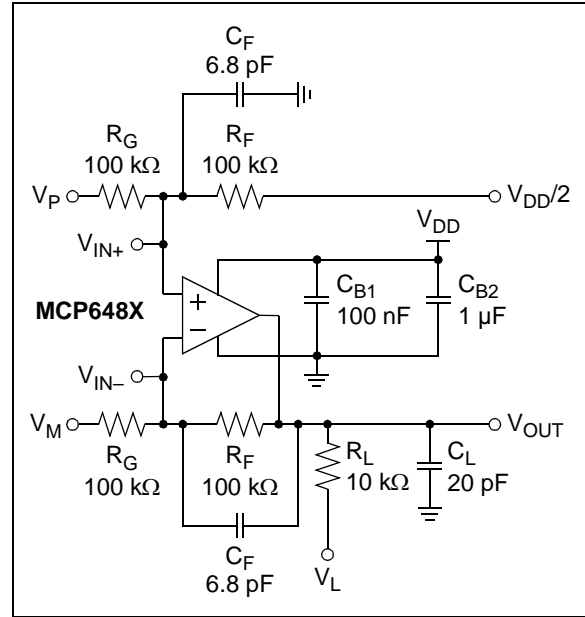 C_F
6.8 pF
R_G
100 kΩ
R_F
100 kΩ
V_P
V_DD/2
V_DD
V_IN+
MCP648X
C_B1
100 nF
C_B2
1 µF
V_IN–
V_M
V_OUT
R_G
100 kΩ
R_F
100 kΩ
R_L
10 kΩ
C_L
20 pF
C_F
6.8 pF
V_L